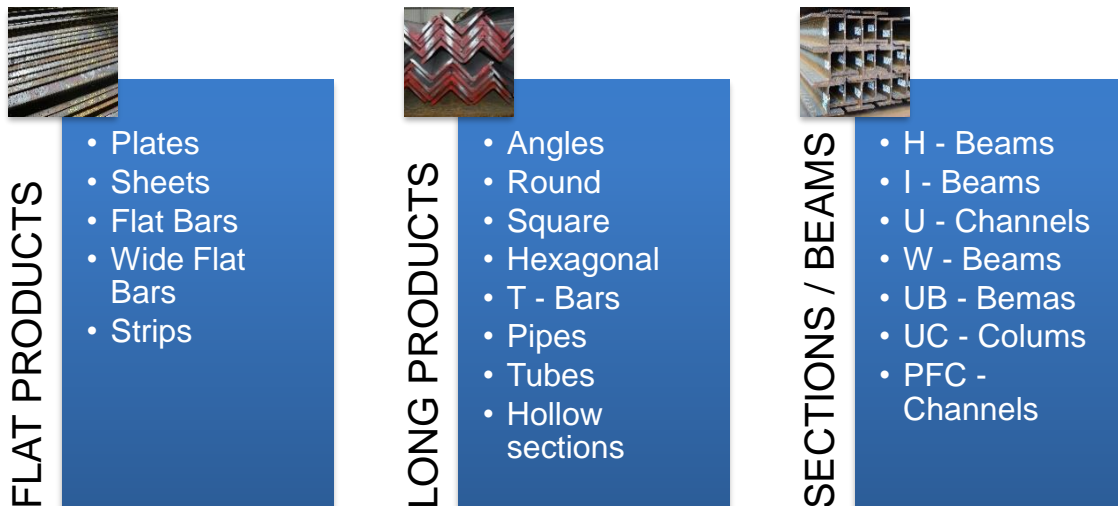 FLAT PRODUCTS
• Plates
• Sheets
• Flat Bars
• Wide Flat
Bars
• Strips
LONG PRODUCTS
• Angles
• Round
• Square
• Hexagonal
• T - Bars
• Pipes
• Tubes
• Hollow
sections
SECTIONS / BEAMS
• H - Beams
• I - Beams
• U - Channels
• W - Beams
• UB - Bemas
• UC - Colums
• PFC -
Channels